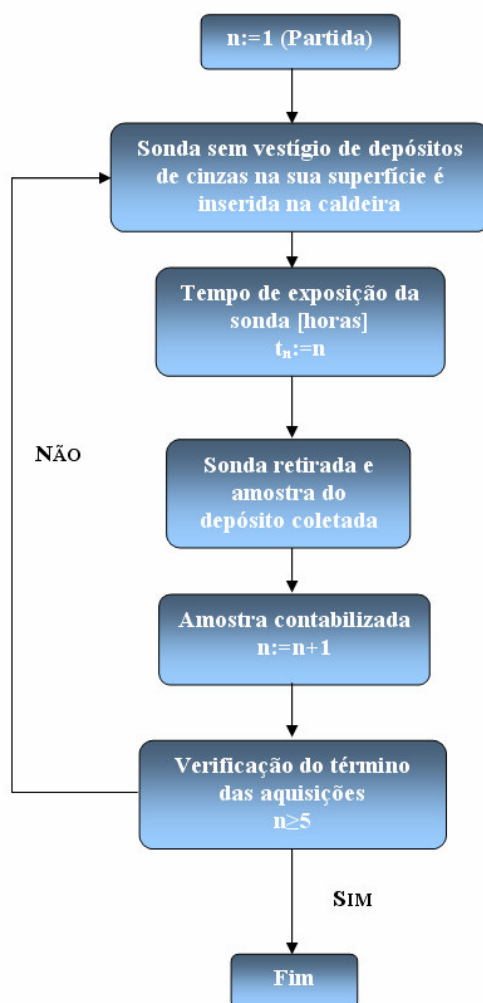 n:=1 (Partida)
Sonda sem vestígio de depósitos
de cinzas na sua superfície é
inserida na caldeira
Tempo de exposição da
sonda [horas]
tₙ:=n
NÃO
Sonda retirada e
amostra do
depósito coletada
Amostra contabilizada
n:=n+1
Verificação do término
das aquisições
n≥5
SIM
Fim